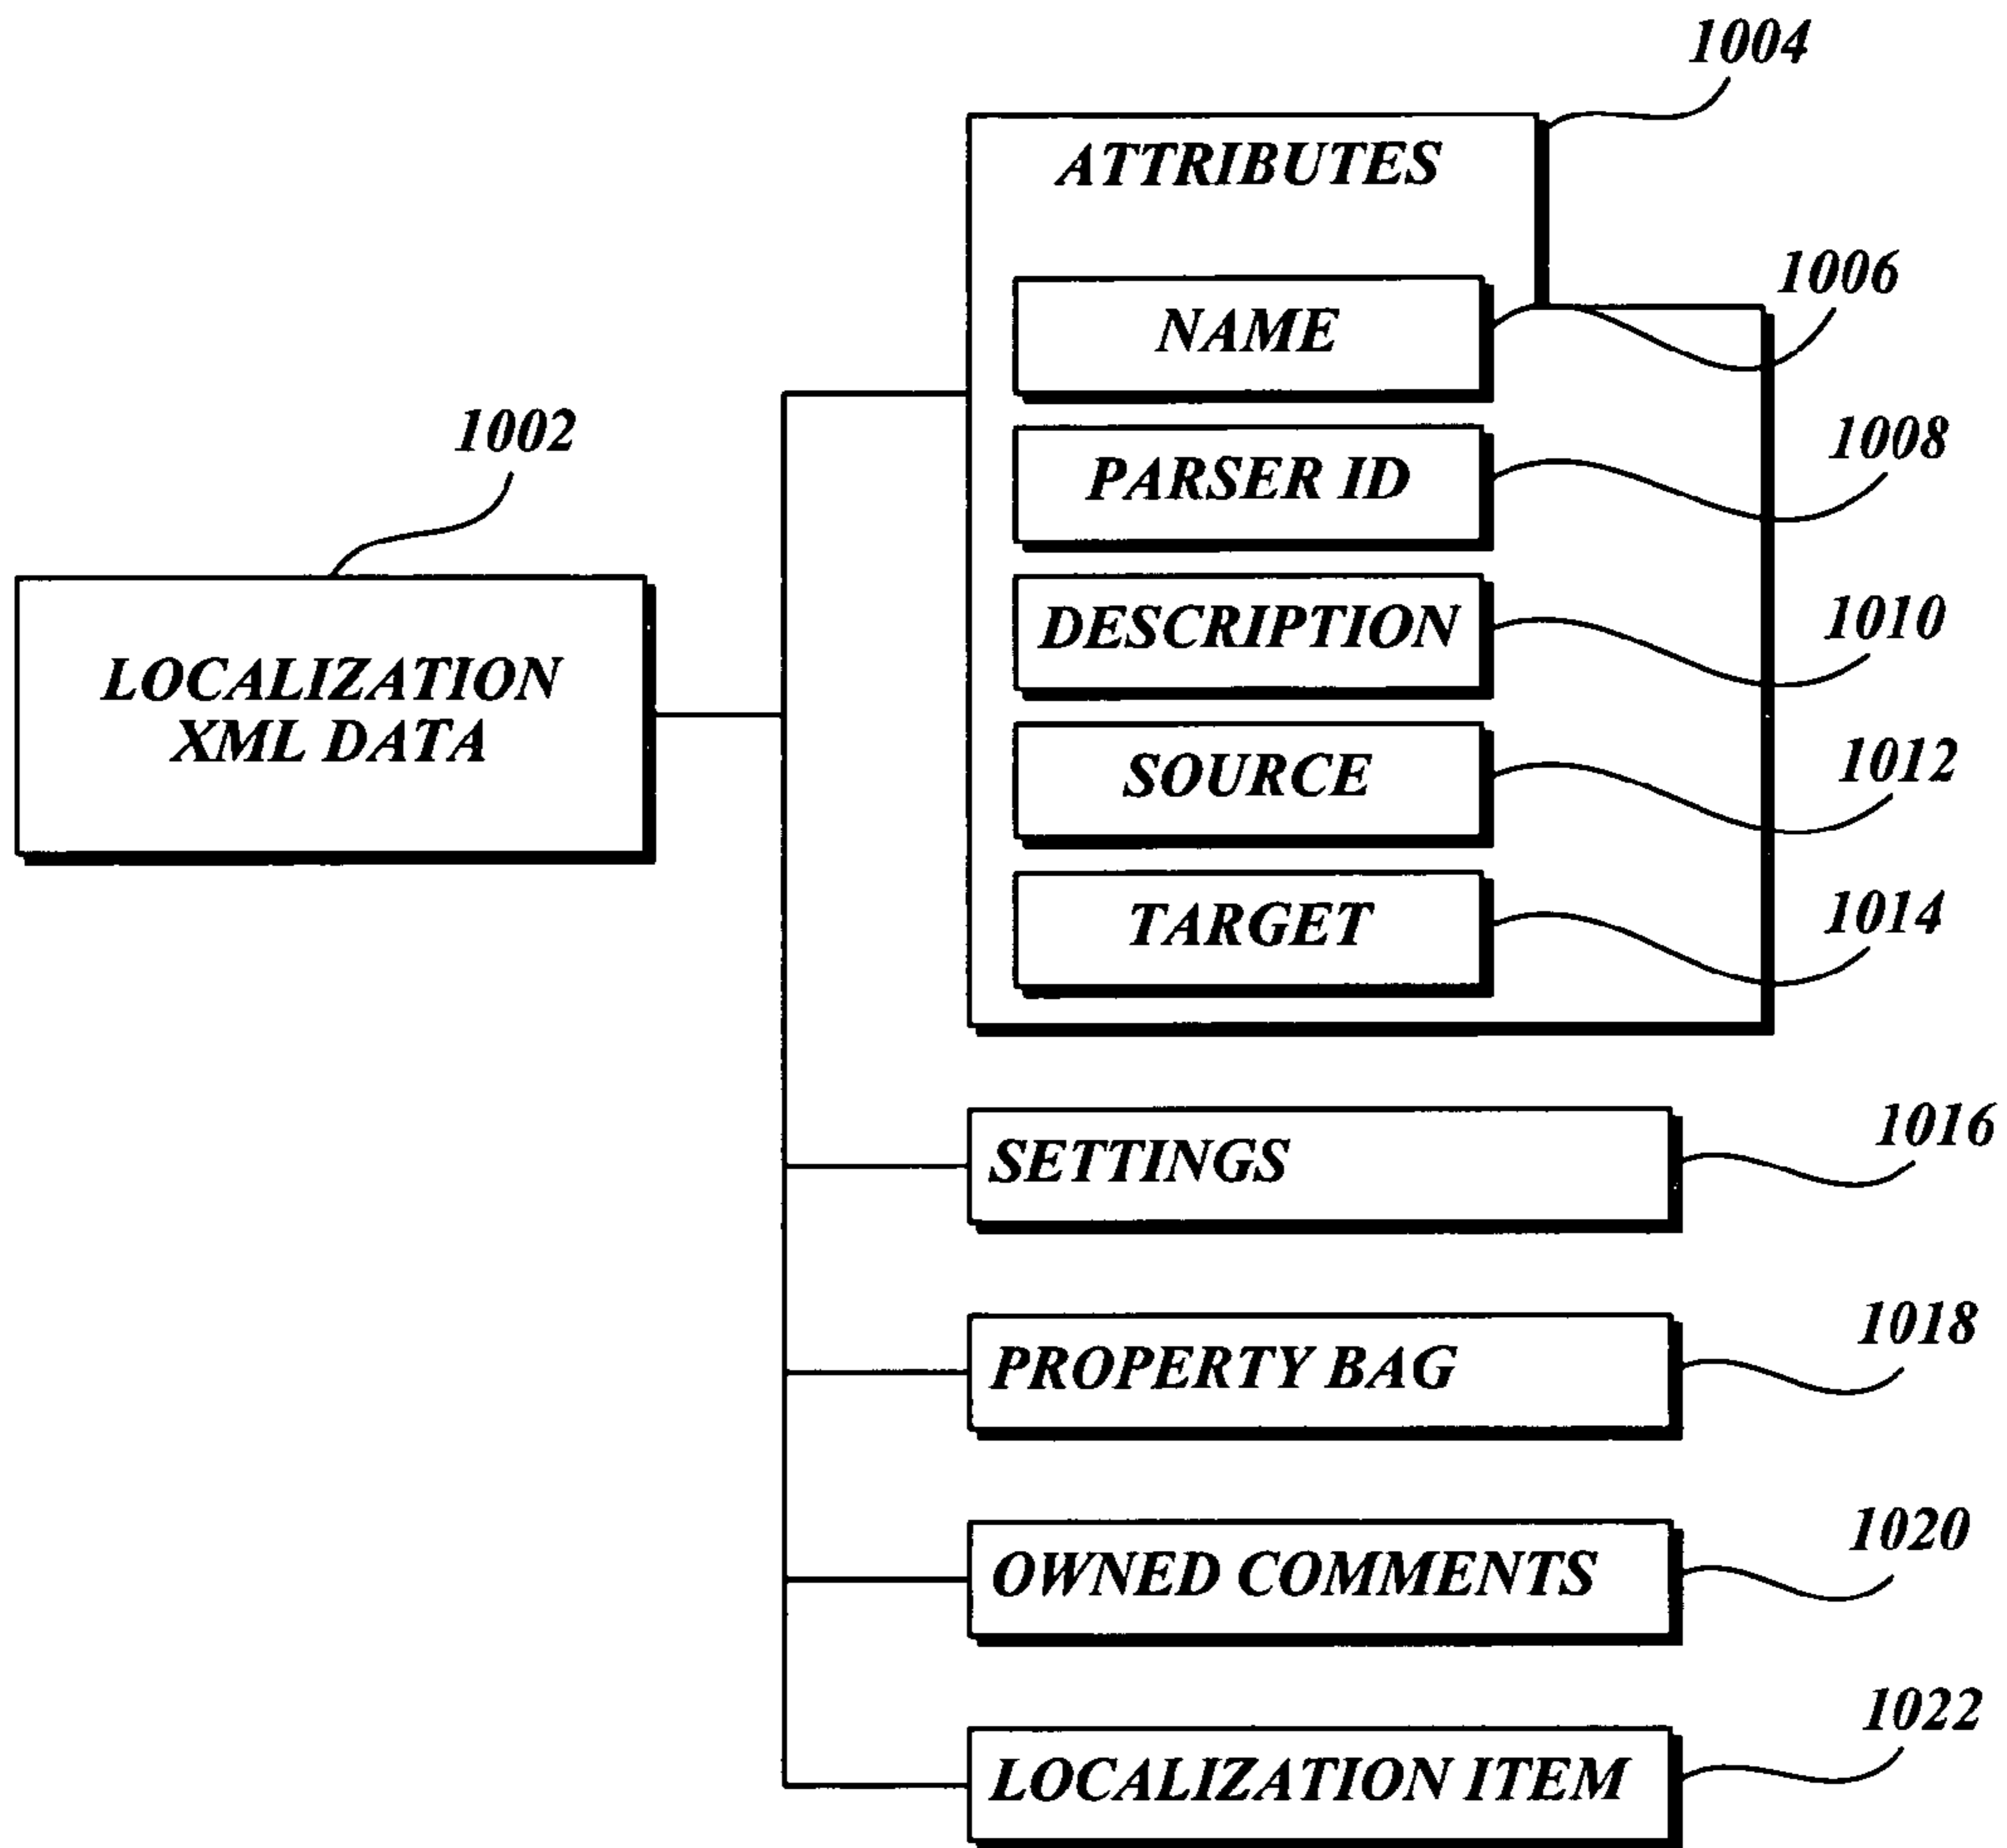 1004
ATTRIBUTES
1006
NAME
1008
PARSER ID
1002
1010
DESCRIPTION
LOCALIZATION
XML DATA
1012
SOURCE
1014
TARGET
1016
SETTINGS
1018
PROPERTY BAG
1020
OWNED COMMENTS
1022
LOCALIZATION ITEM